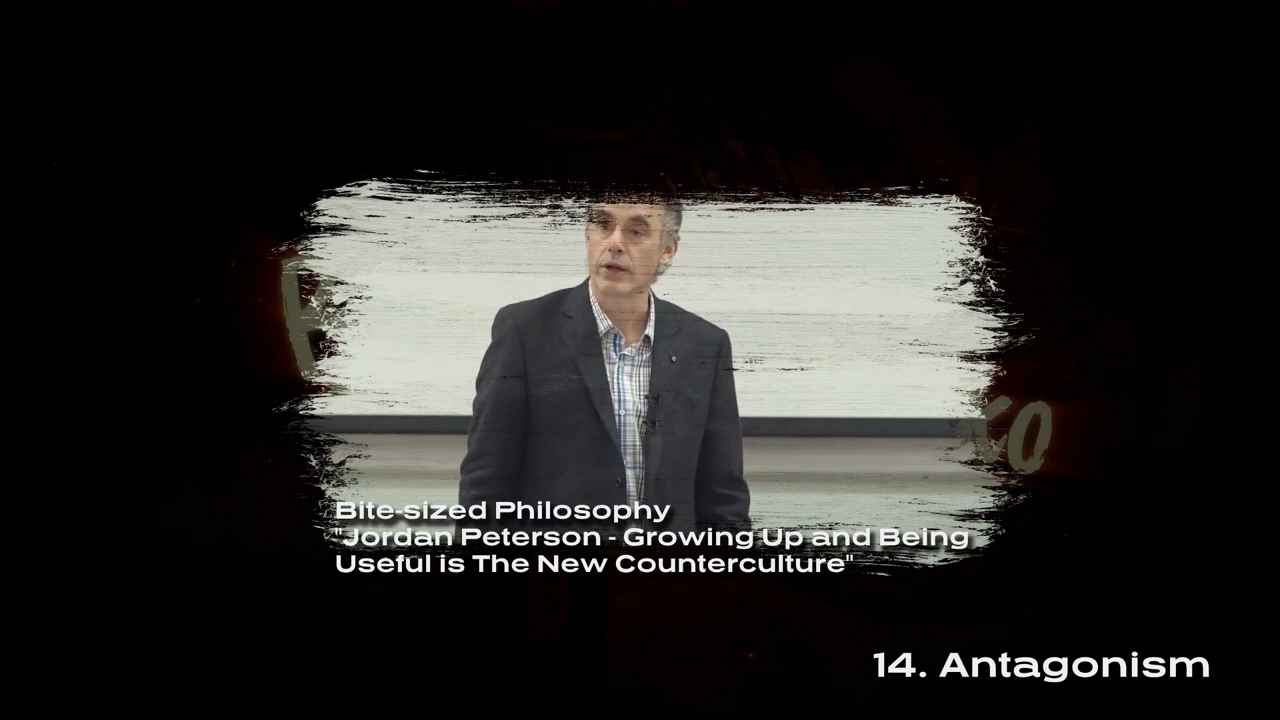 Bite-sized Philosophy
"Jordan Peterson - Growing Up and Being
Useful is The New Counterculture"
14. Antagonism